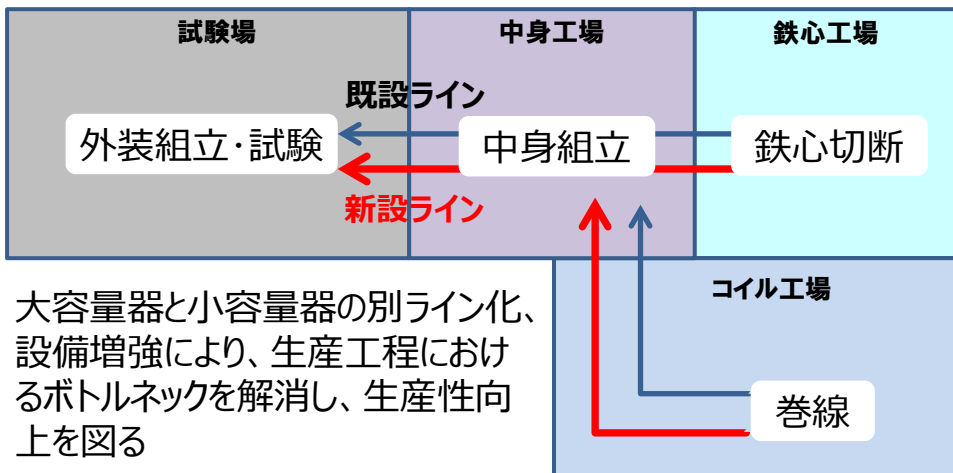 試験場
中身工場
鉄心工場
既設ライン
外装組立・試験
中身組立
鉄心切断
新設ライン
コイル工場
大容量器と小容量器の別ライン化、
設備増強により、生産工程におけ
るボトルネックを解消し、生産性向
上を図る
巻線